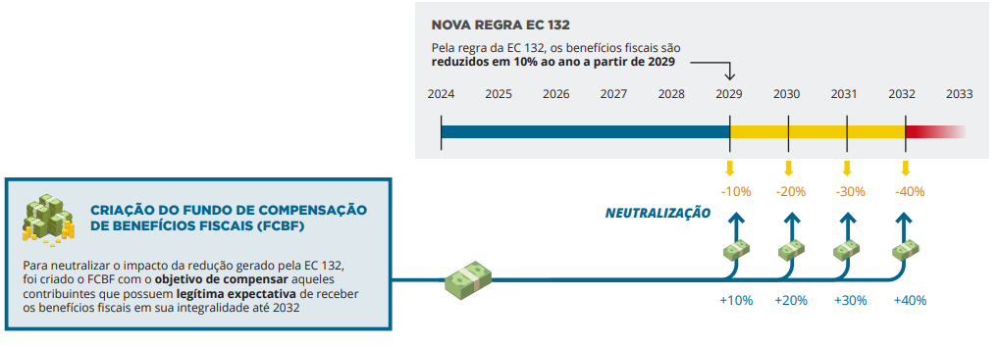 NOVA REGRA EC 132
Pela regra da EC 132, os benefícios fiscais são
reduzidos em 10% ao ano a partir de 2029
2024 2025 2026 2027 2028 2029 2030 2031 2032 2033
-10% -20% -30% -40%
NEUTRALIZAÇÃO
+10% +20% +30% +40%
CRIAÇÃO DO FUNDO DE COMPENSAÇÃO
DE BENEFÍCIOS FISCAIS (FCBF)
Para neutralizar o impacto da redução gerado pela EC 132,
foi criado o FCBF com o objetivo de compensar aqueles
contribuintes que possuem legítima expectativa de receber
os benefícios fiscais em sua integralidade até 2032